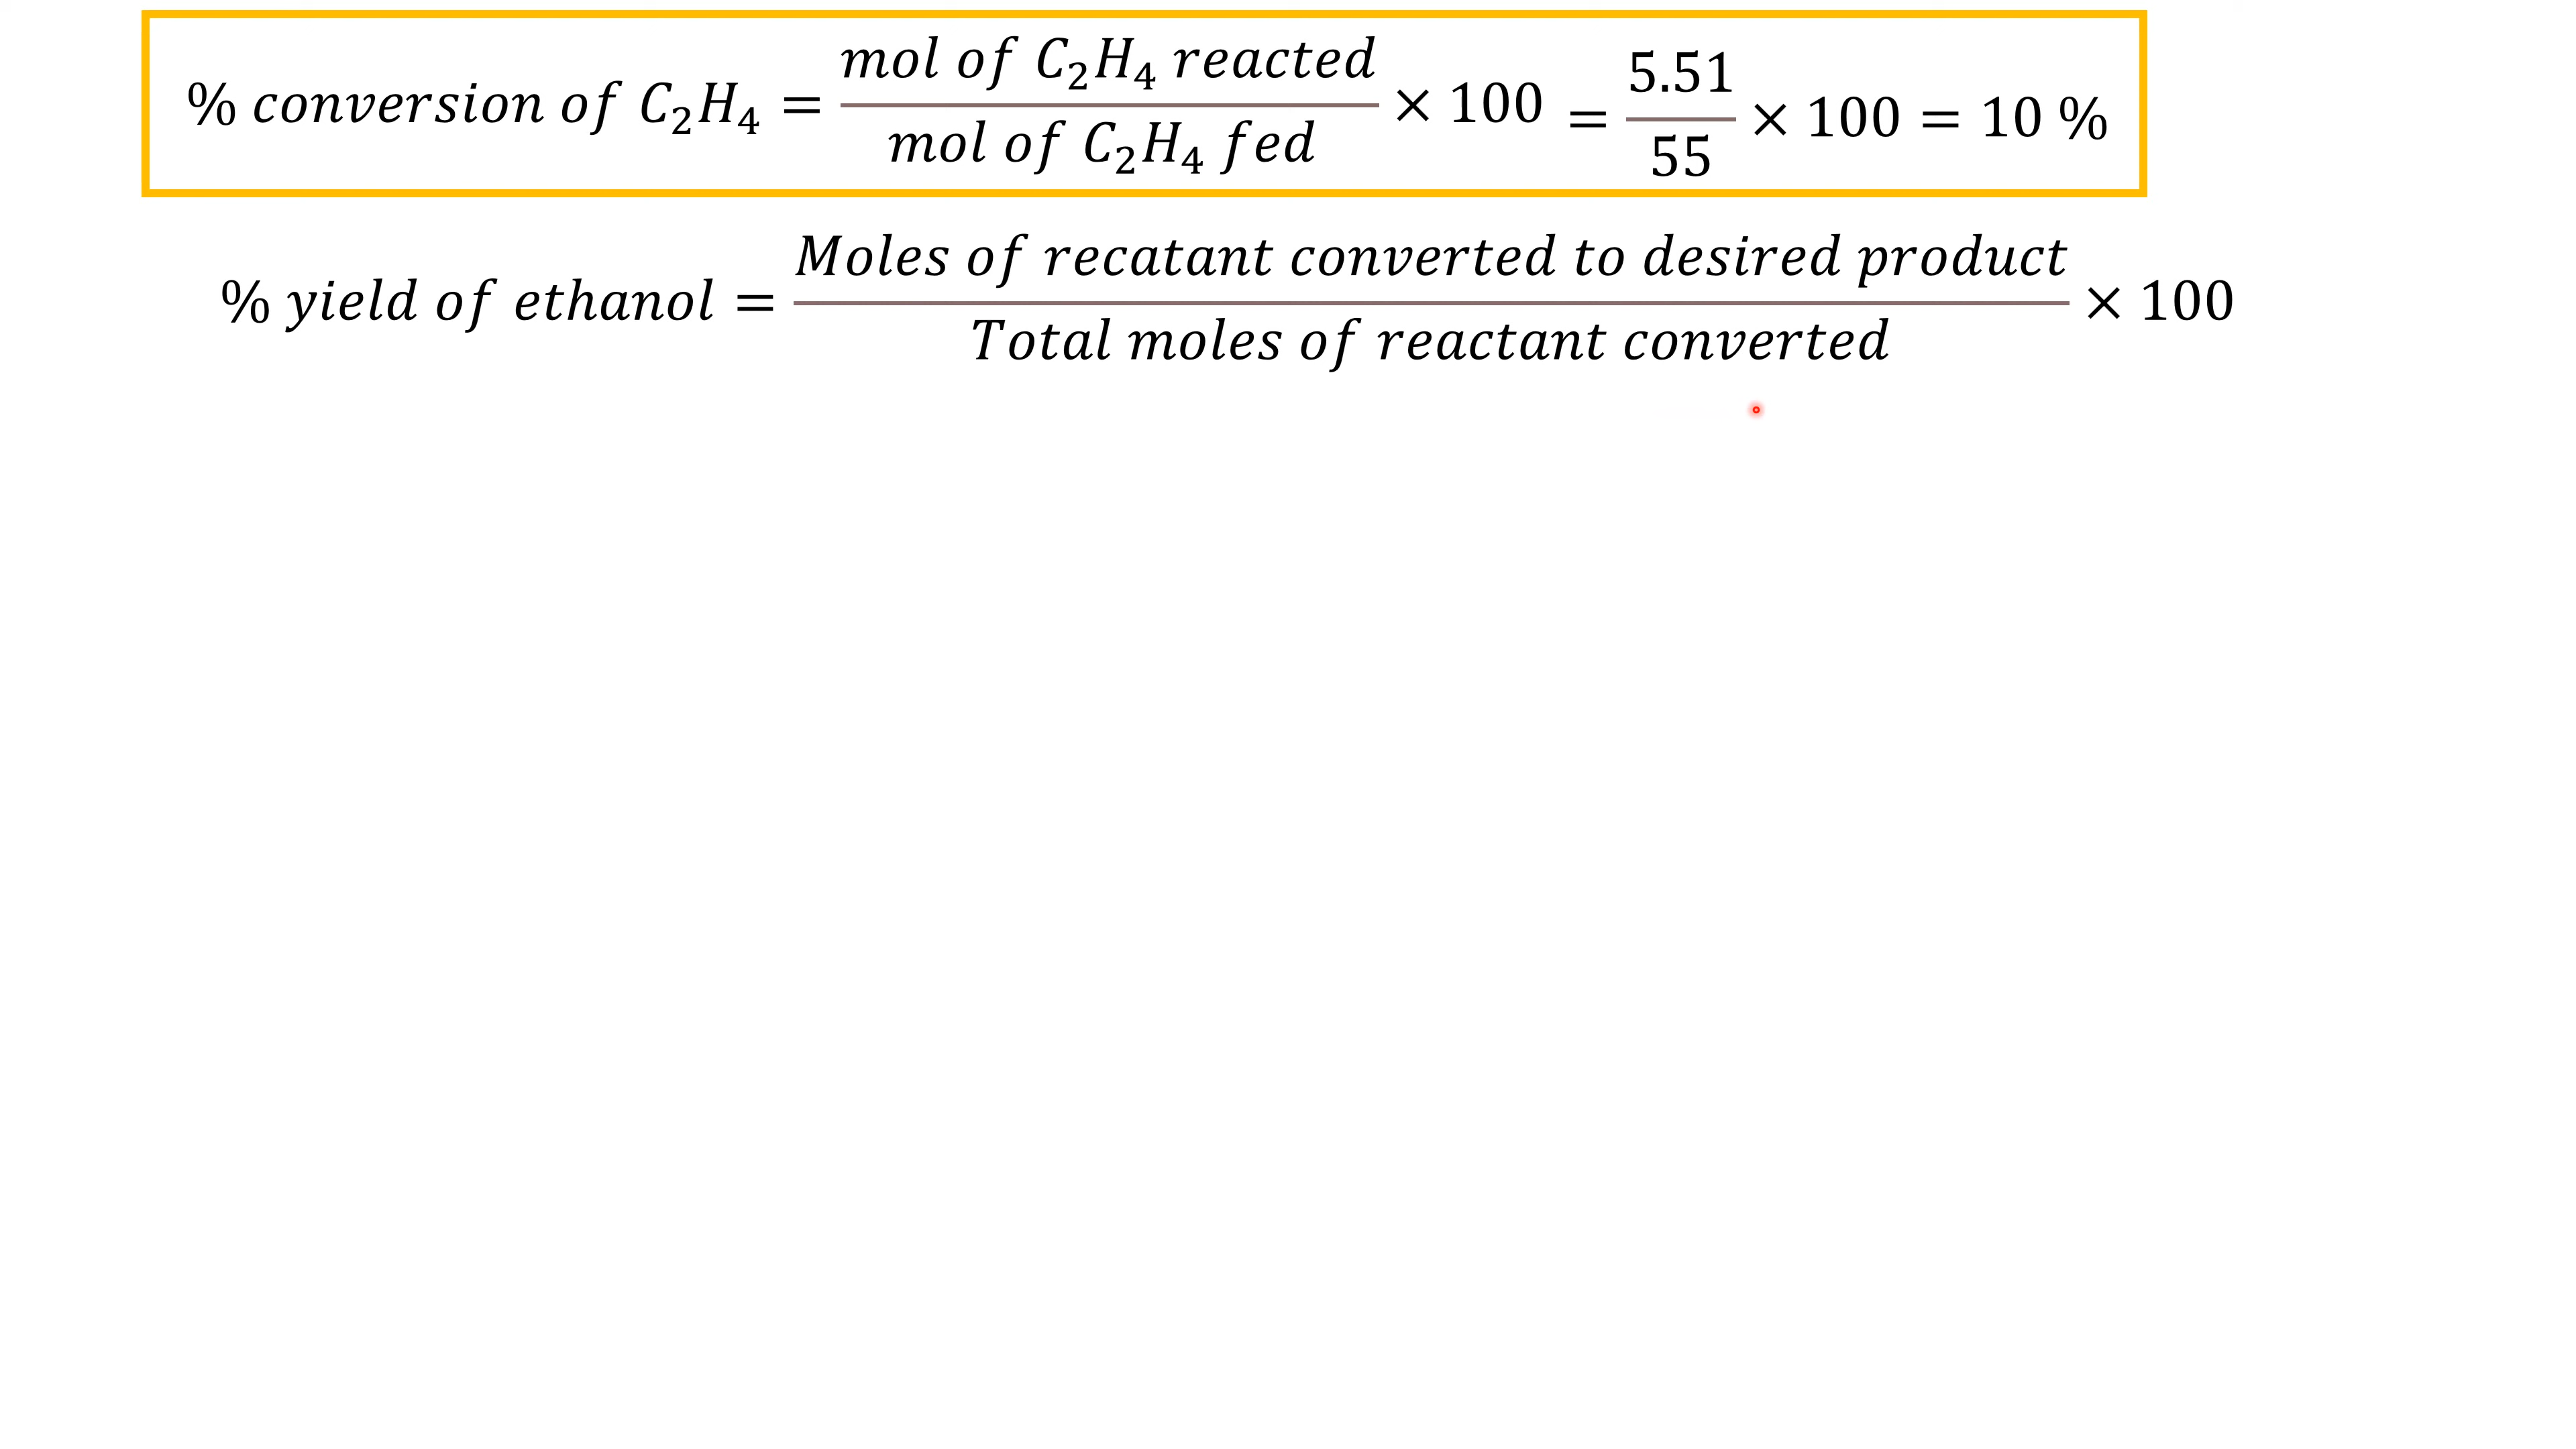 % conversion of C₂H₄ = mol of C₂H₄ reacted / mol of C₂H₄ fed × 100 = 5.51 / 55 × 100 = 10 %
% yield of ethanol = Moles of recatant converted to desired product / Total moles of reactant converted × 100